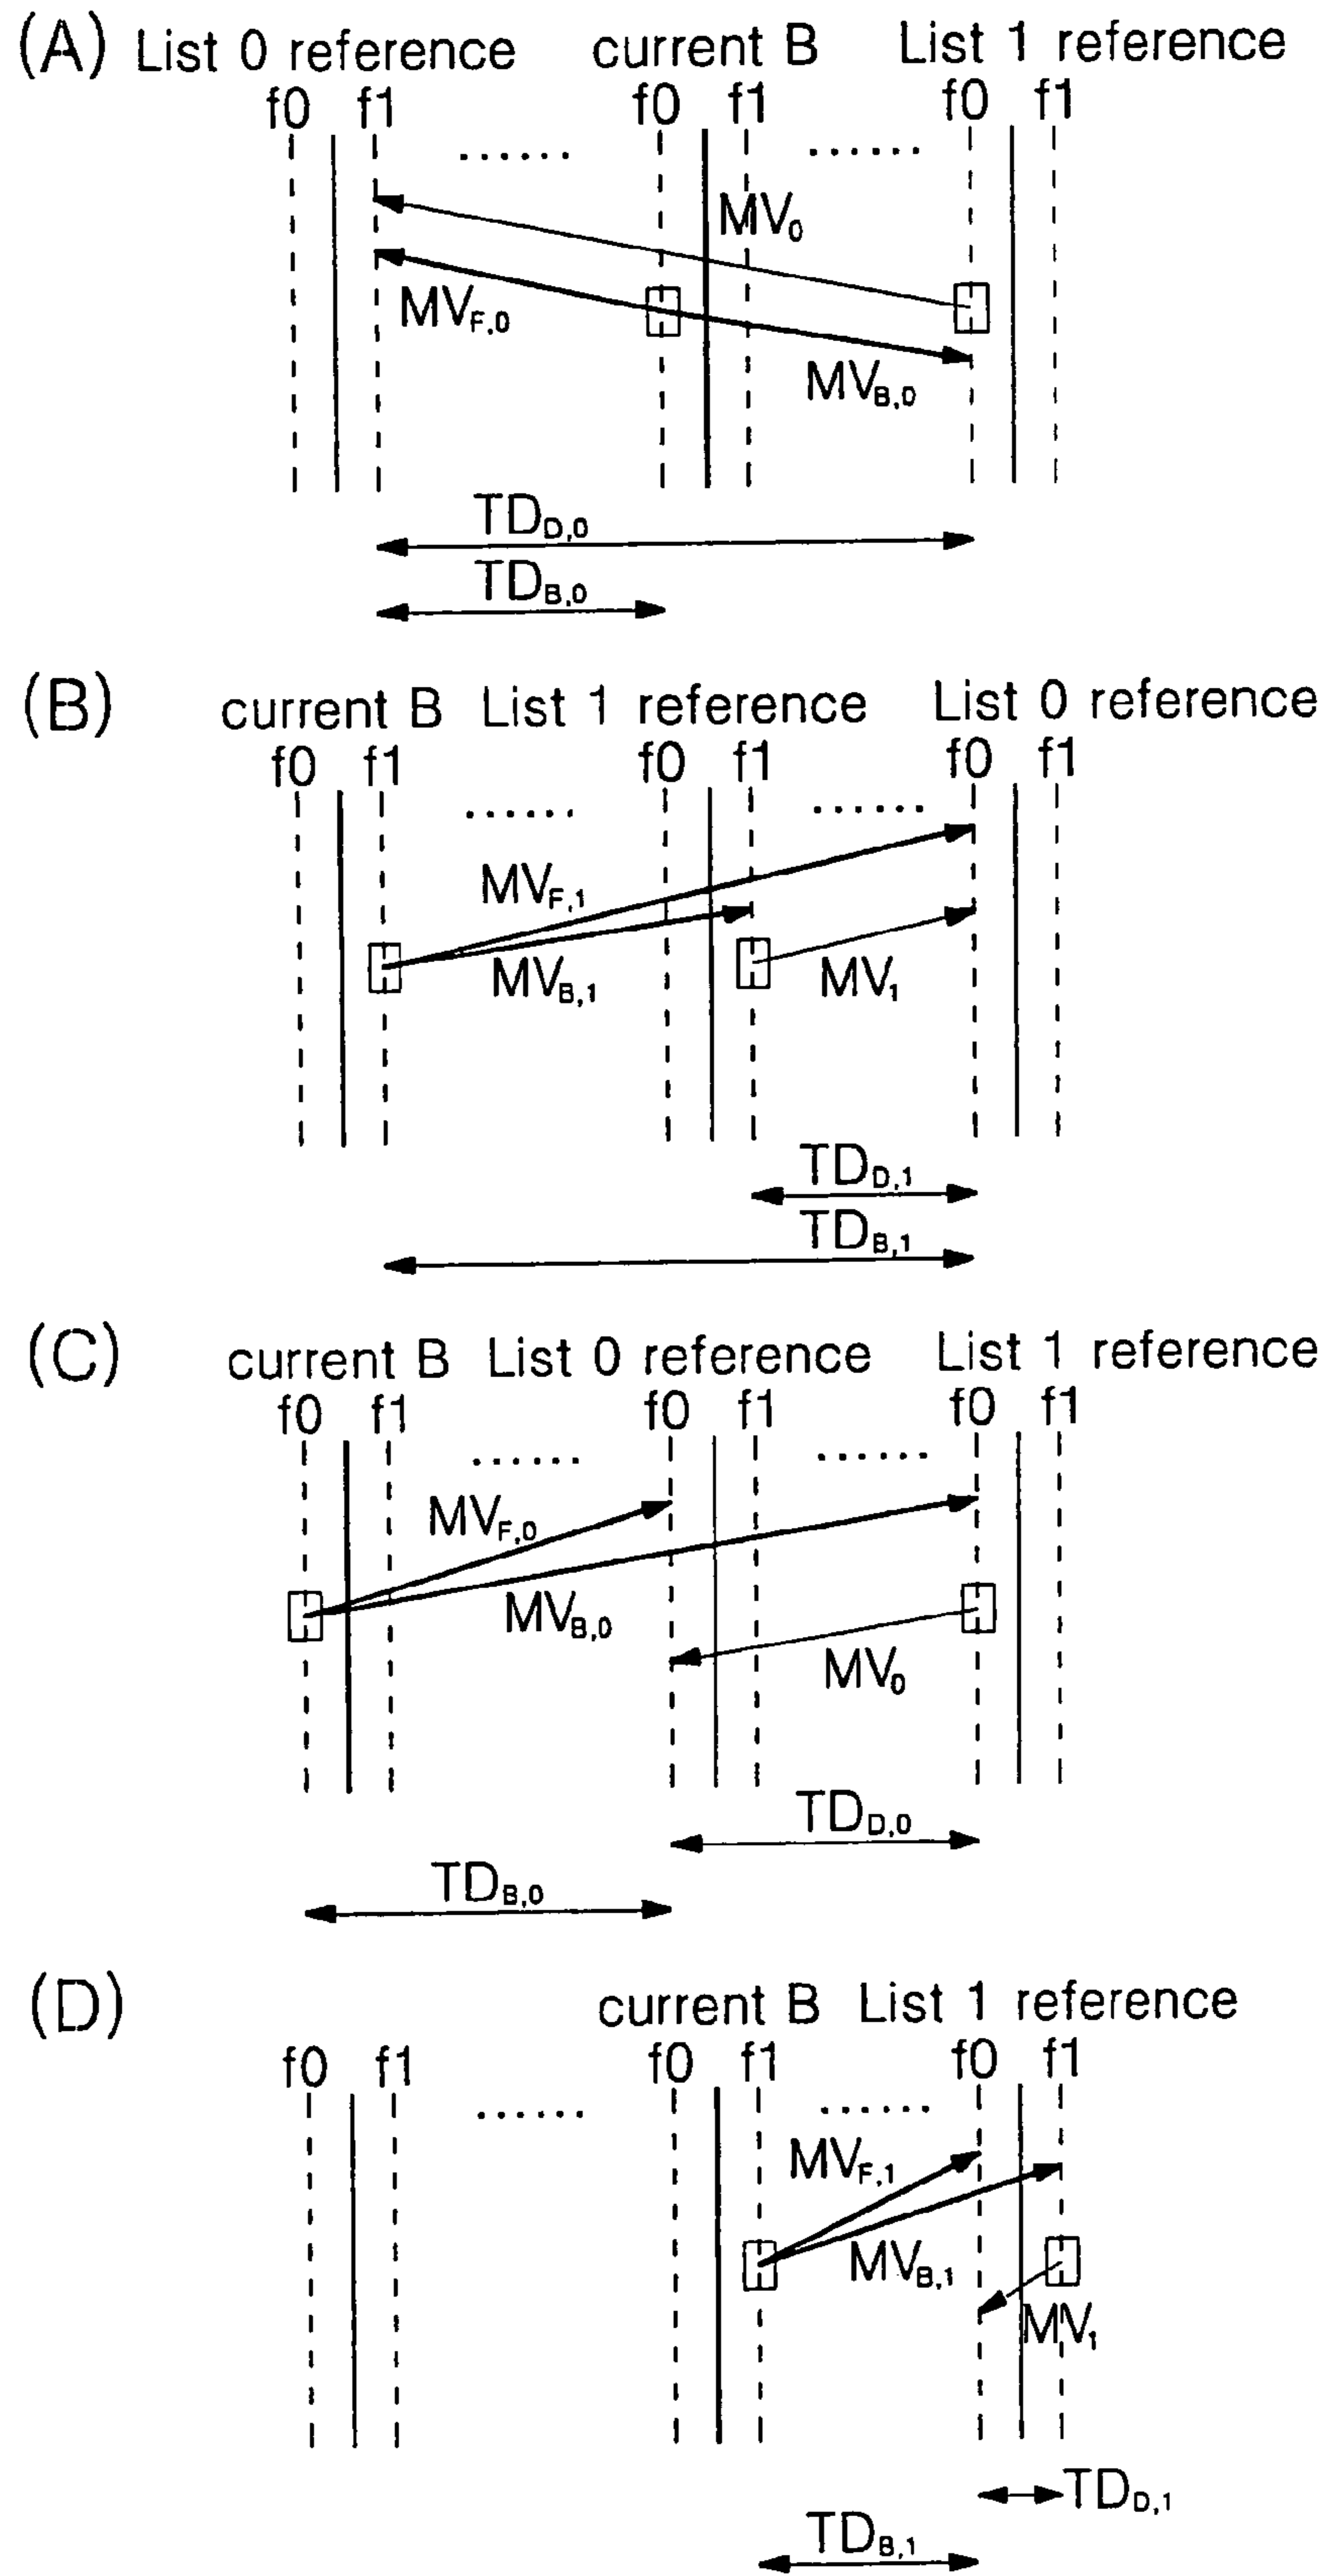 (A) List 0 reference current B List 1 reference
f0 f1 f0 f1 f0 f1
...... ......
MV0
MVF,0
MVB,0
TDD,0
TDB,0
(B) current B List 1 reference List 0 reference
f0 f1 f0 f1 f0 f1
...... ......
MVF,1
MVB,1 MV1
TDD,1
TDB,1
(C) current B List 0 reference List 1 reference
f0 f1 f0 f1 f0 f1
...... ......
MVF,0
MVB,0
MV0
TDD,0
TDB,0
(D) current B List 1 reference
f0 f1 f0 f1 f0 f1
...... ......
MVF,1
MVB,1
MV1
TDD,1
TDB,1